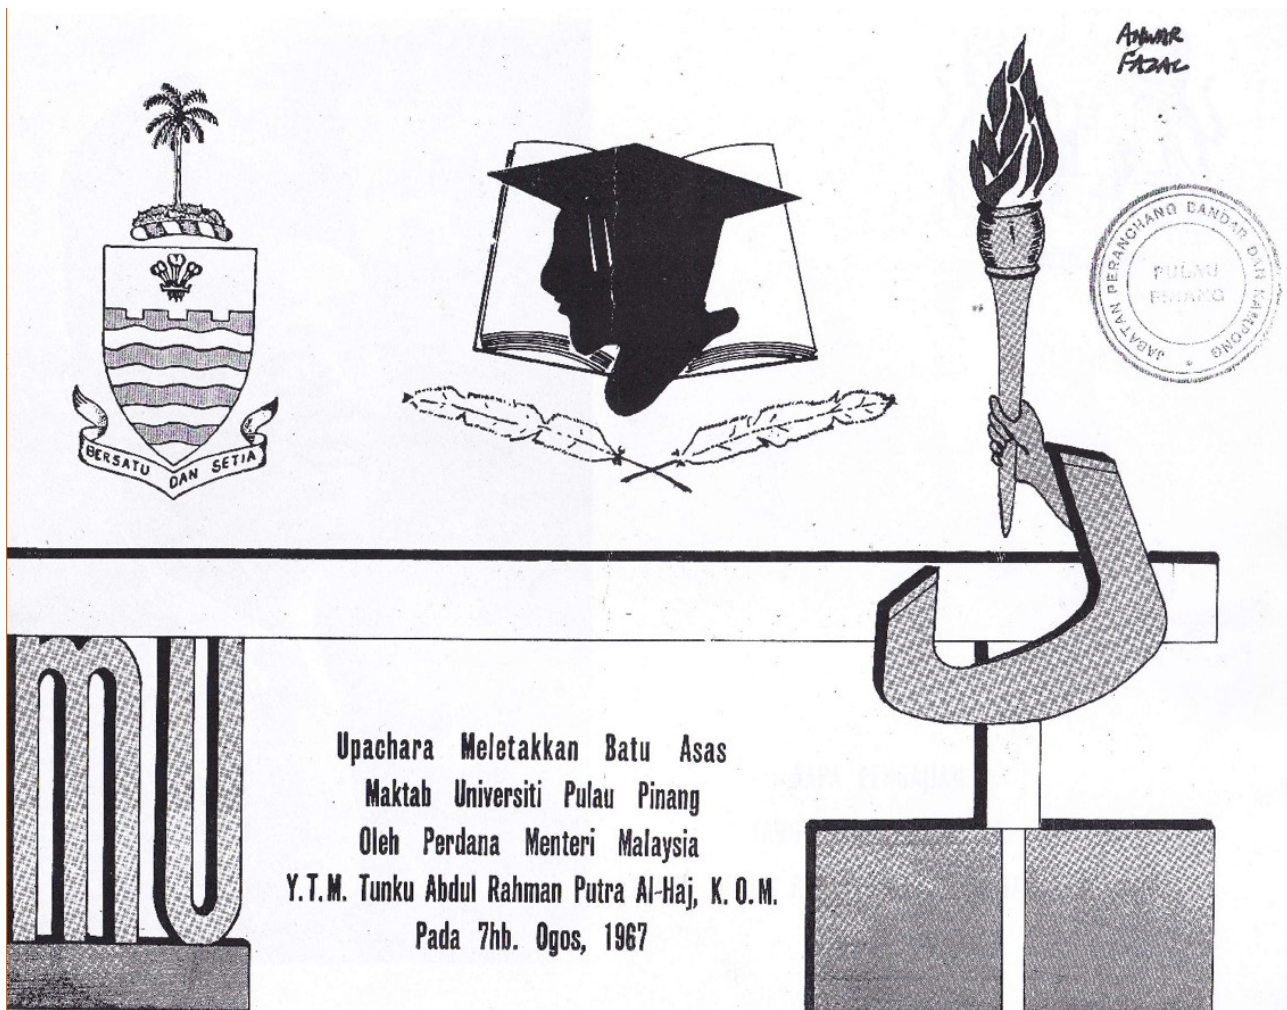 ANWAR
FAZAL
BERSATU DAN SETIA
JABATAN PERANCHANG BANDAR DAN KAMPONG
PULAU
PINANG
mU
Upachara Meletakkan Batu Asas
Maktab Universiti Pulau Pinang
Oleh Perdana Menteri Malaysia
Y.T.M. Tunku Abdul Rahman Putra Al-Haj, K.O.M.
Pada 7hb. Ogos, 1967